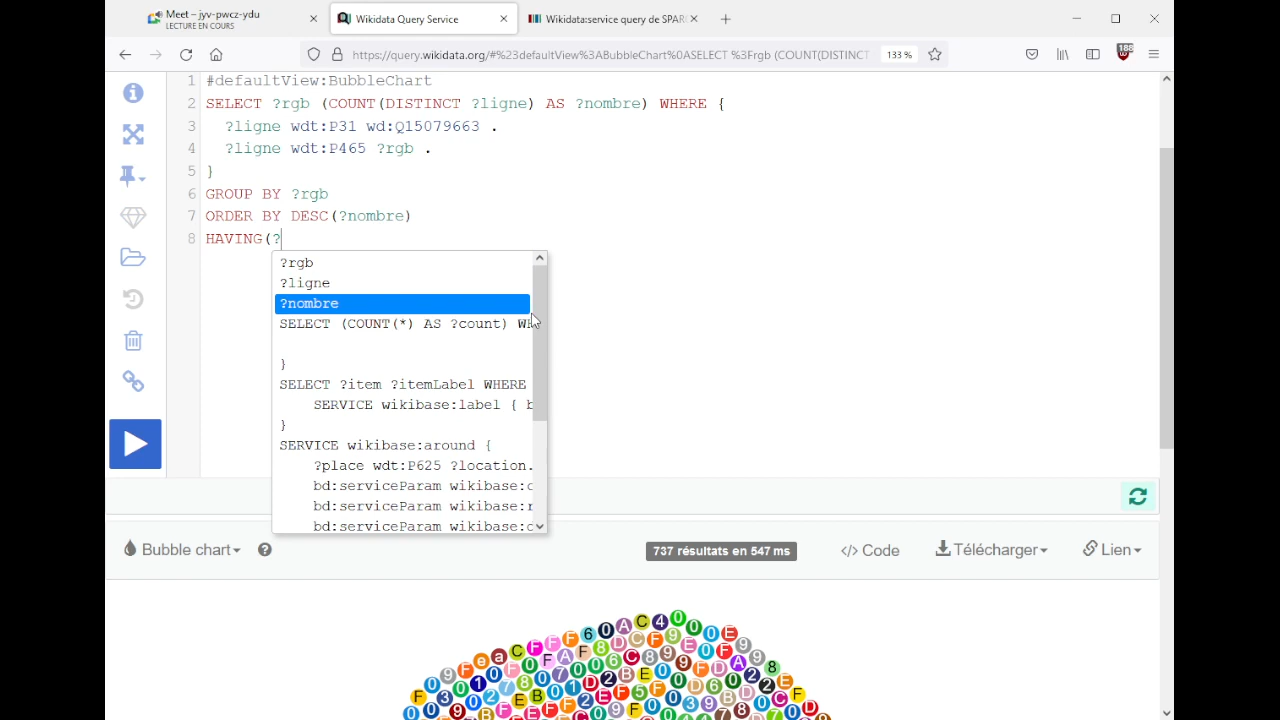 Meet – jyv-pwcz-ydu
LECTURE EN COURS
Wikidata Query Service
Wikidata:service query de SPAR
https://query.wikidata.org/#%23defaultView%3ABubbleChart%0ASELECT %3Frgb (COUNT(DISTINCT
133 %
188
1 #defaultView:BubbleChart
2 SELECT ?rgb (COUNT(DISTINCT ?ligne) AS ?nombre) WHERE {
3 ?ligne wdt:P31 wd:Q15079663 .
4 ?ligne wdt:P465 ?rgb .
5 }
6 GROUP BY ?rgb
7 ORDER BY DESC(?nombre)
8 HAVING(?
?rgb
?ligne
?nombre
SELECT (COUNT(*) AS ?count) WH
}
SELECT ?item ?itemLabel WHERE
SERVICE wikibase:label { b
}
SERVICE wikibase:around {
?place wdt:P625 ?location.
bd:serviceParam wikibase:c
bd:serviceParam wikibase:r
bd:serviceParam wikibase:c
Bubble chart
737 résultats en 547 ms
</> Code
Télécharger
Lien